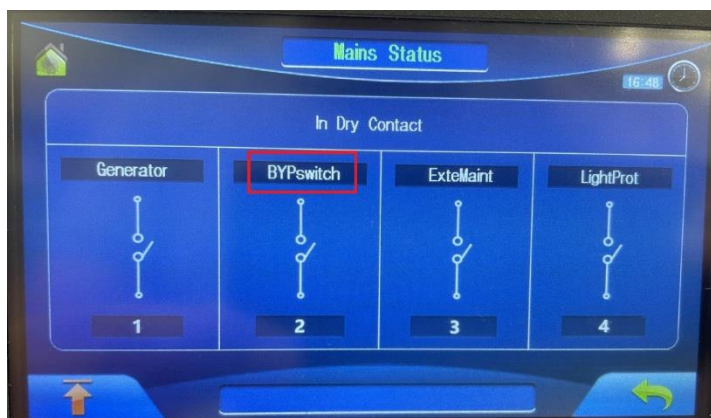 Mains Status
16:48
In Dry Contact
Generator
BYPswitch
ExteMaint
LightProt
1
2
3
4